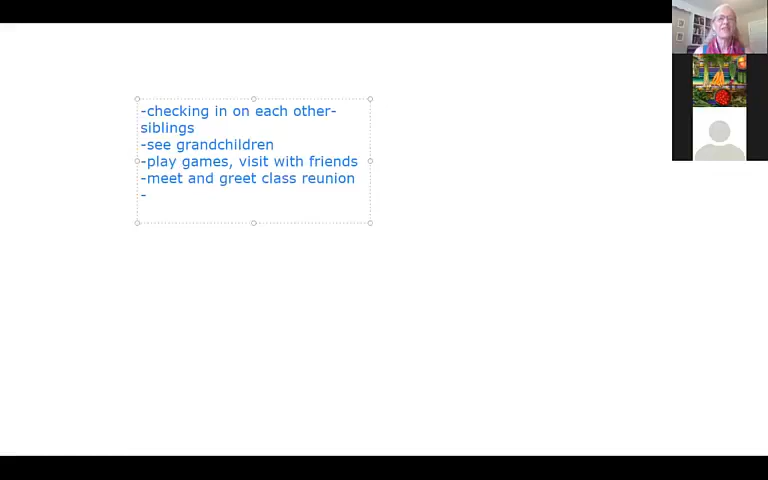 -checking in on each other-
siblings
-see grandchildren
-play games, visit with friends
-meet and greet class reunion
-